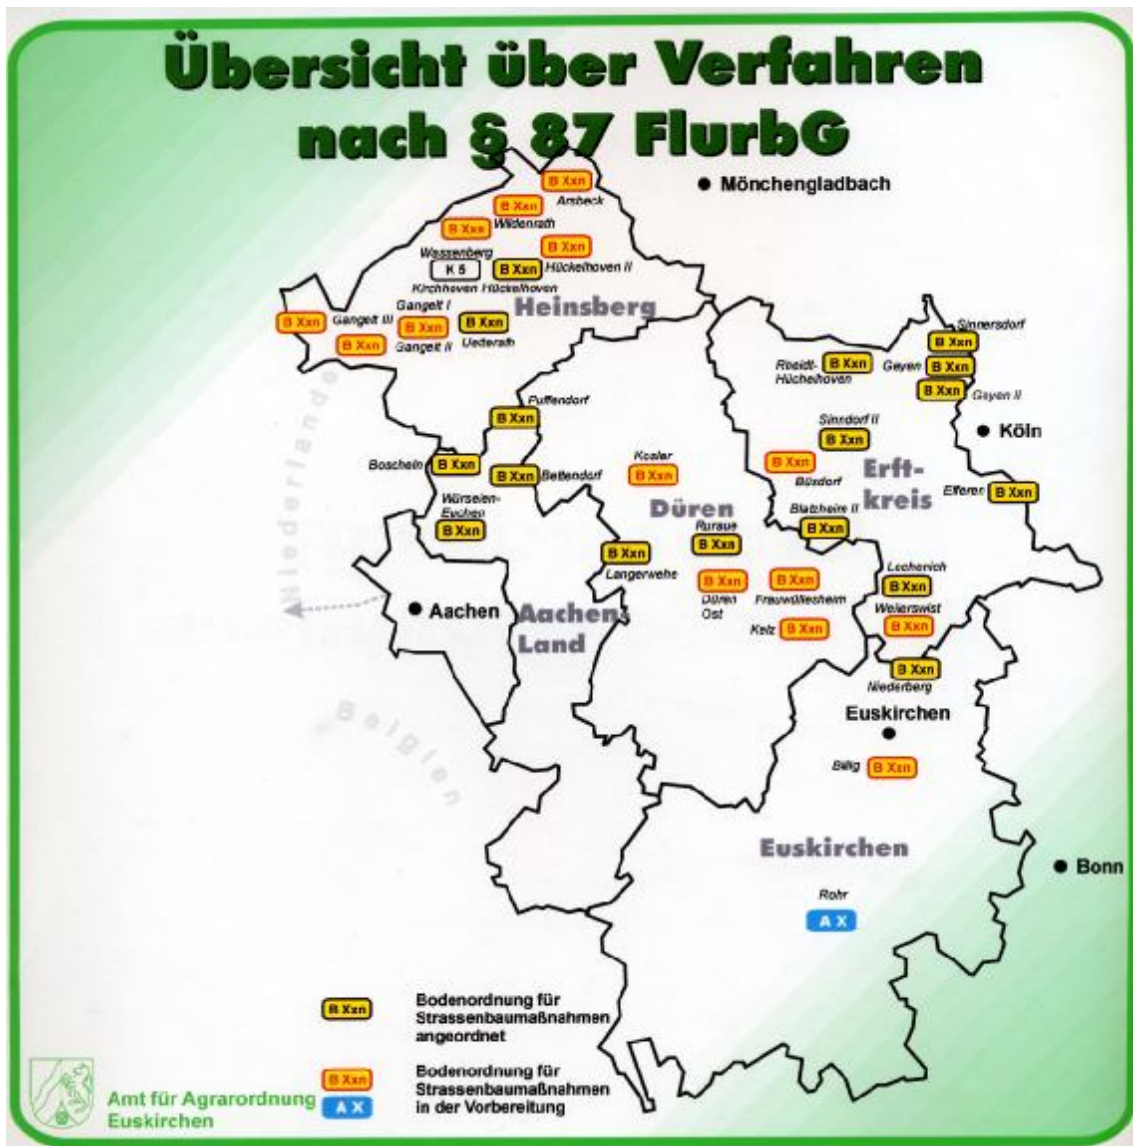 Übersicht über Verfahren
nach § 87 FlurbG
Mönchengladbach
B Xxn
Arsbeck
B Xxn
Wildenrath
B Xxn
Wassenberg
B Xxn
Hückelhoven II
K 5
Kirchhoven
B Xxn
Hückelhoven
Heinsberg
Gangelt I
B Xxn
Gangelt III
B Xxn
Gangelt II
B Xxn
B Xxn
Uederath
Sinnersdorf
B Xxn
Rheidt-
Hüchelhoven
B Xxn
Geyen
B Xxn
B Xxn
Geyen II
Puffendorf
B Xxn
Sinndorf II
B Xxn
Köln
Boschein
B Xxn
B Xxn
Bettendorf
Koslar
B Xxn
B Xxn
Büsdorf
Erft-
kreis
Efferen
B Xxn
Würselen-
Euchen
B Xxn
Düren
Ruraue
B Xxn
Blatzheim II
B Xxn
B Xxn
Langerwehe
B Xxn
Düren
Ost
B Xxn
Frauwüllesheim
Lechenich
B Xxn
Weilerswist
B Xxn
Kelz
B Xxn
Niederlande
Aachen
Aachen-
Land
B Xxn
Niederberg
Belgien
Euskirchen
Billig
B Xxn
Euskirchen
Bonn
Rohr
A X
B Xxn
Bodenordnung für
Strassenbaumaßnahmen
angeordnet
B Xxn
A X
Bodenordnung für
Strassenbaumaßnahmen
in der Vorbereitung
Amt für Agrarordnung
Euskirchen